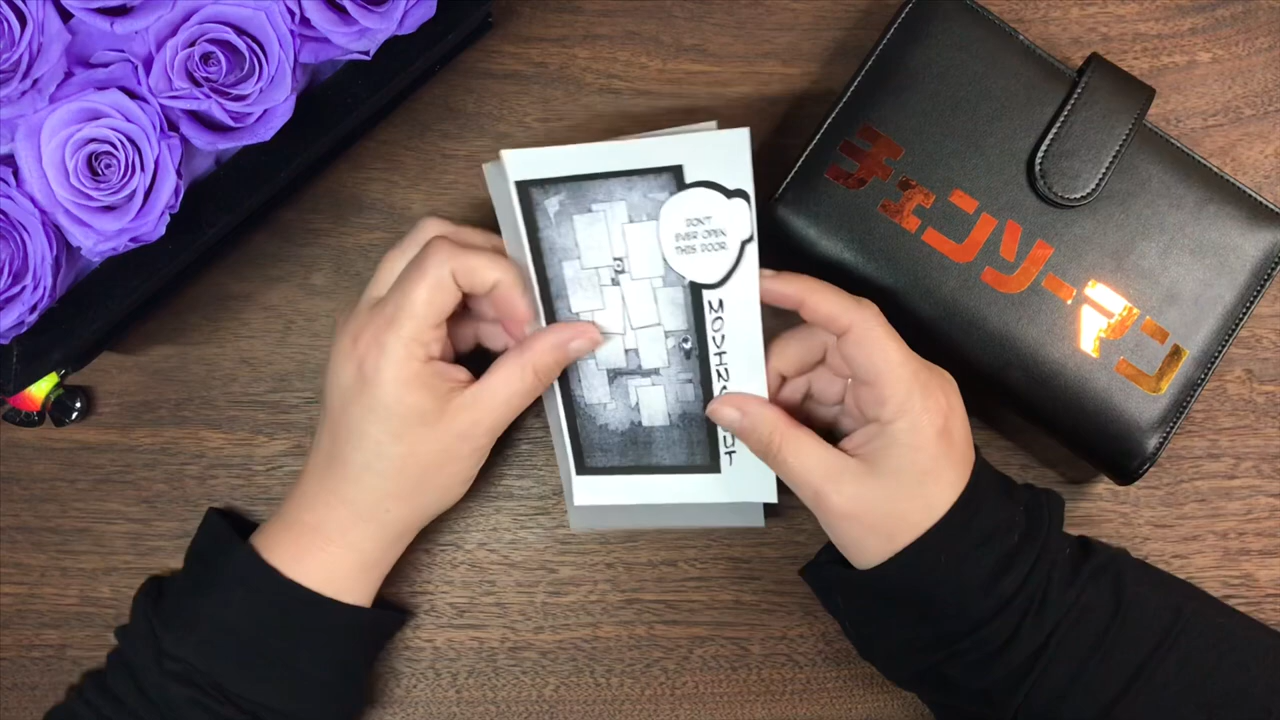 DON'T
EVER OPEN
THIS DOOR.
MOVING OUT
チェンソーマン